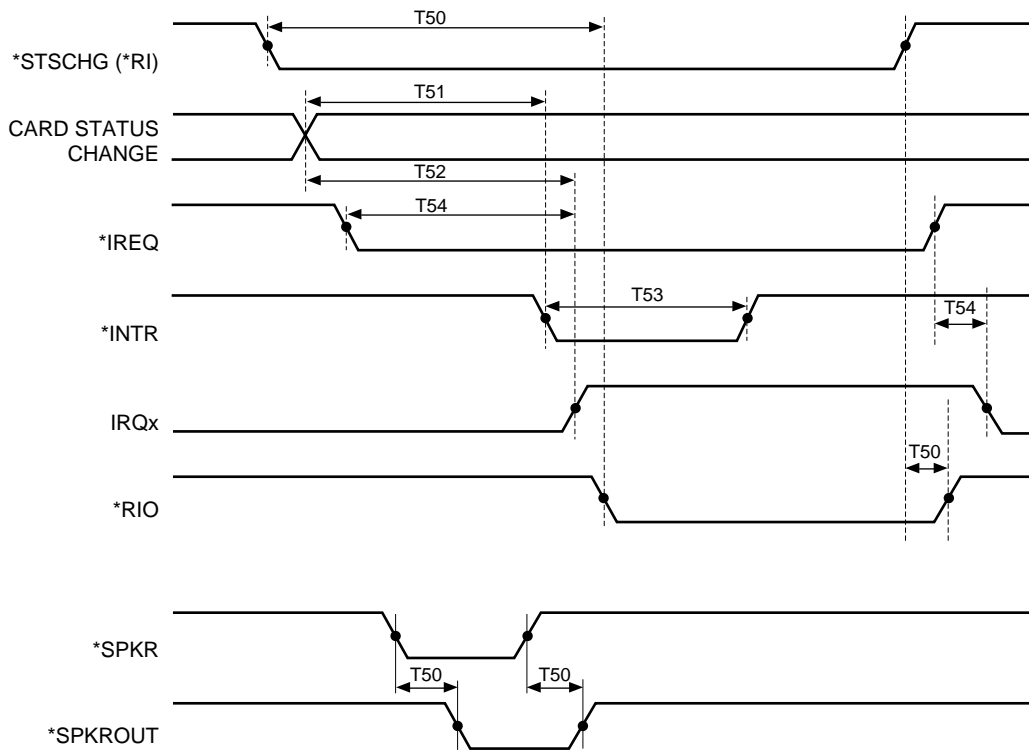 T50
*STSCHG (*RI)
T51
CARD STATUS
CHANGE
T52
T54
*IREQ
T53
T54
*INTR
IRQx
T50
*RIO
*SPKR
T50
T50
*SPKROUT